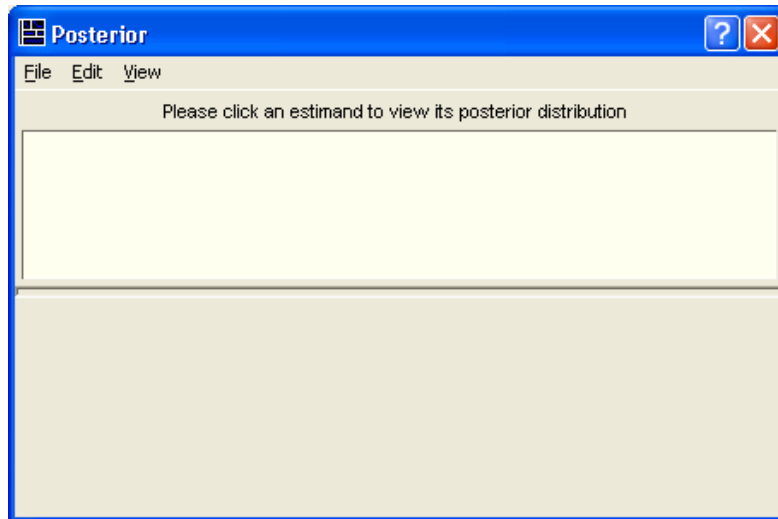 Posterior
File Edit View
Please click an estimand to view its posterior distribution